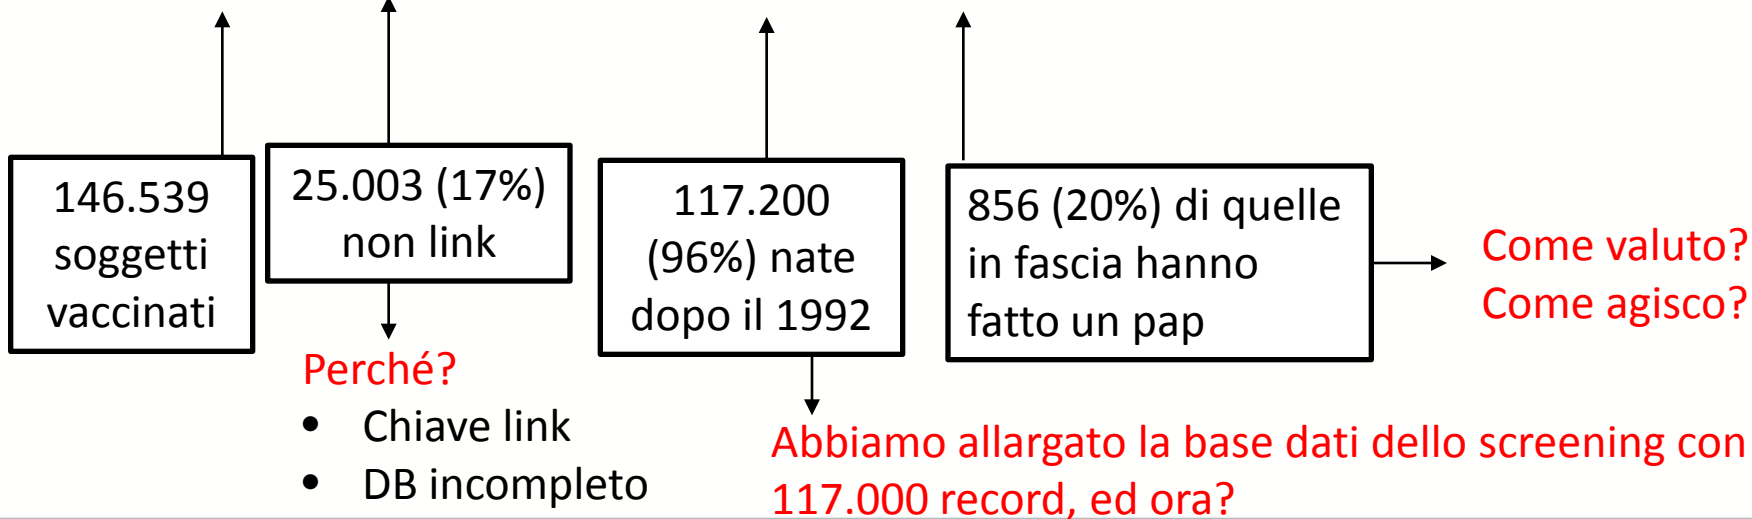 146.539
soggetti
vaccinati
25.003 (17%)
non link
117.200
(96%) nate
dopo il 1992
856 (20%) di quelle
in fascia hanno
fatto un pap
Come valuto?
Come agisco?
Perché?
• Chiave link
• DB incompleto
Abbiamo allargato la base dati dello screening con
117.000 record, ed ora?